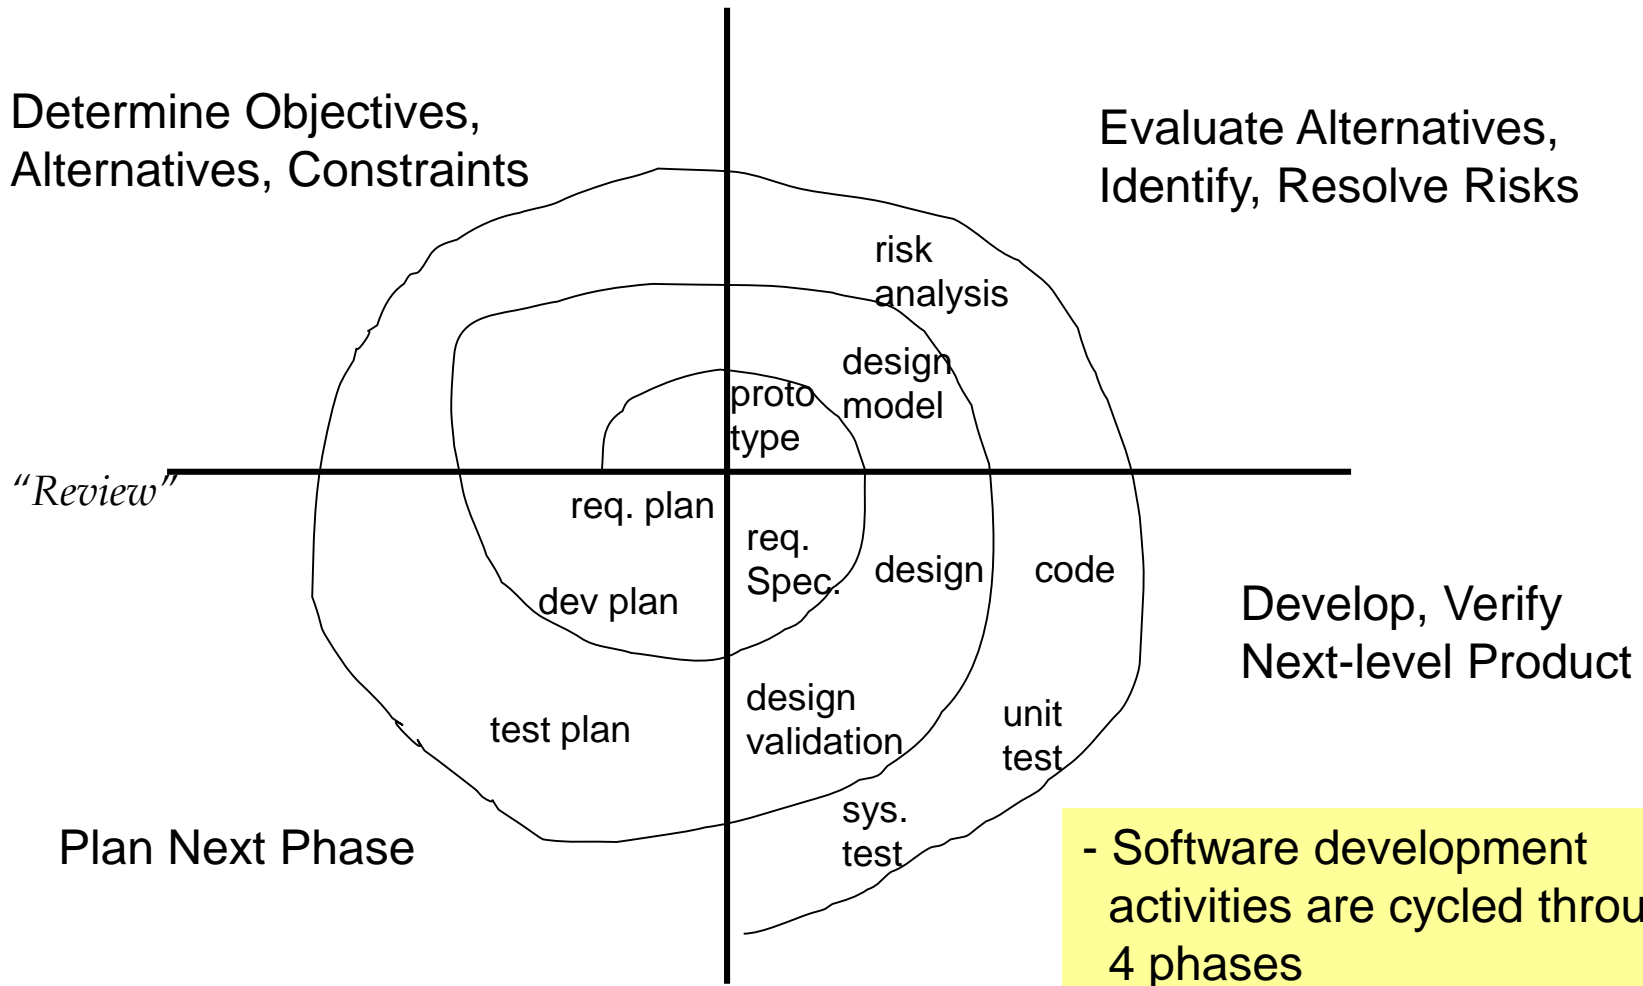 Determine Objectives,
Alternatives, Constraints
Evaluate Alternatives,
Identify, Resolve Risks
risk
analysis
design
model
proto
type
“Review”
req. plan
req.
Spec.
design
code
dev plan
Develop, Verify
Next-level Product
test plan
design
validation
unit
test
sys.
test
Plan Next Phase
- Software development
activities are cycled throu
4 phases